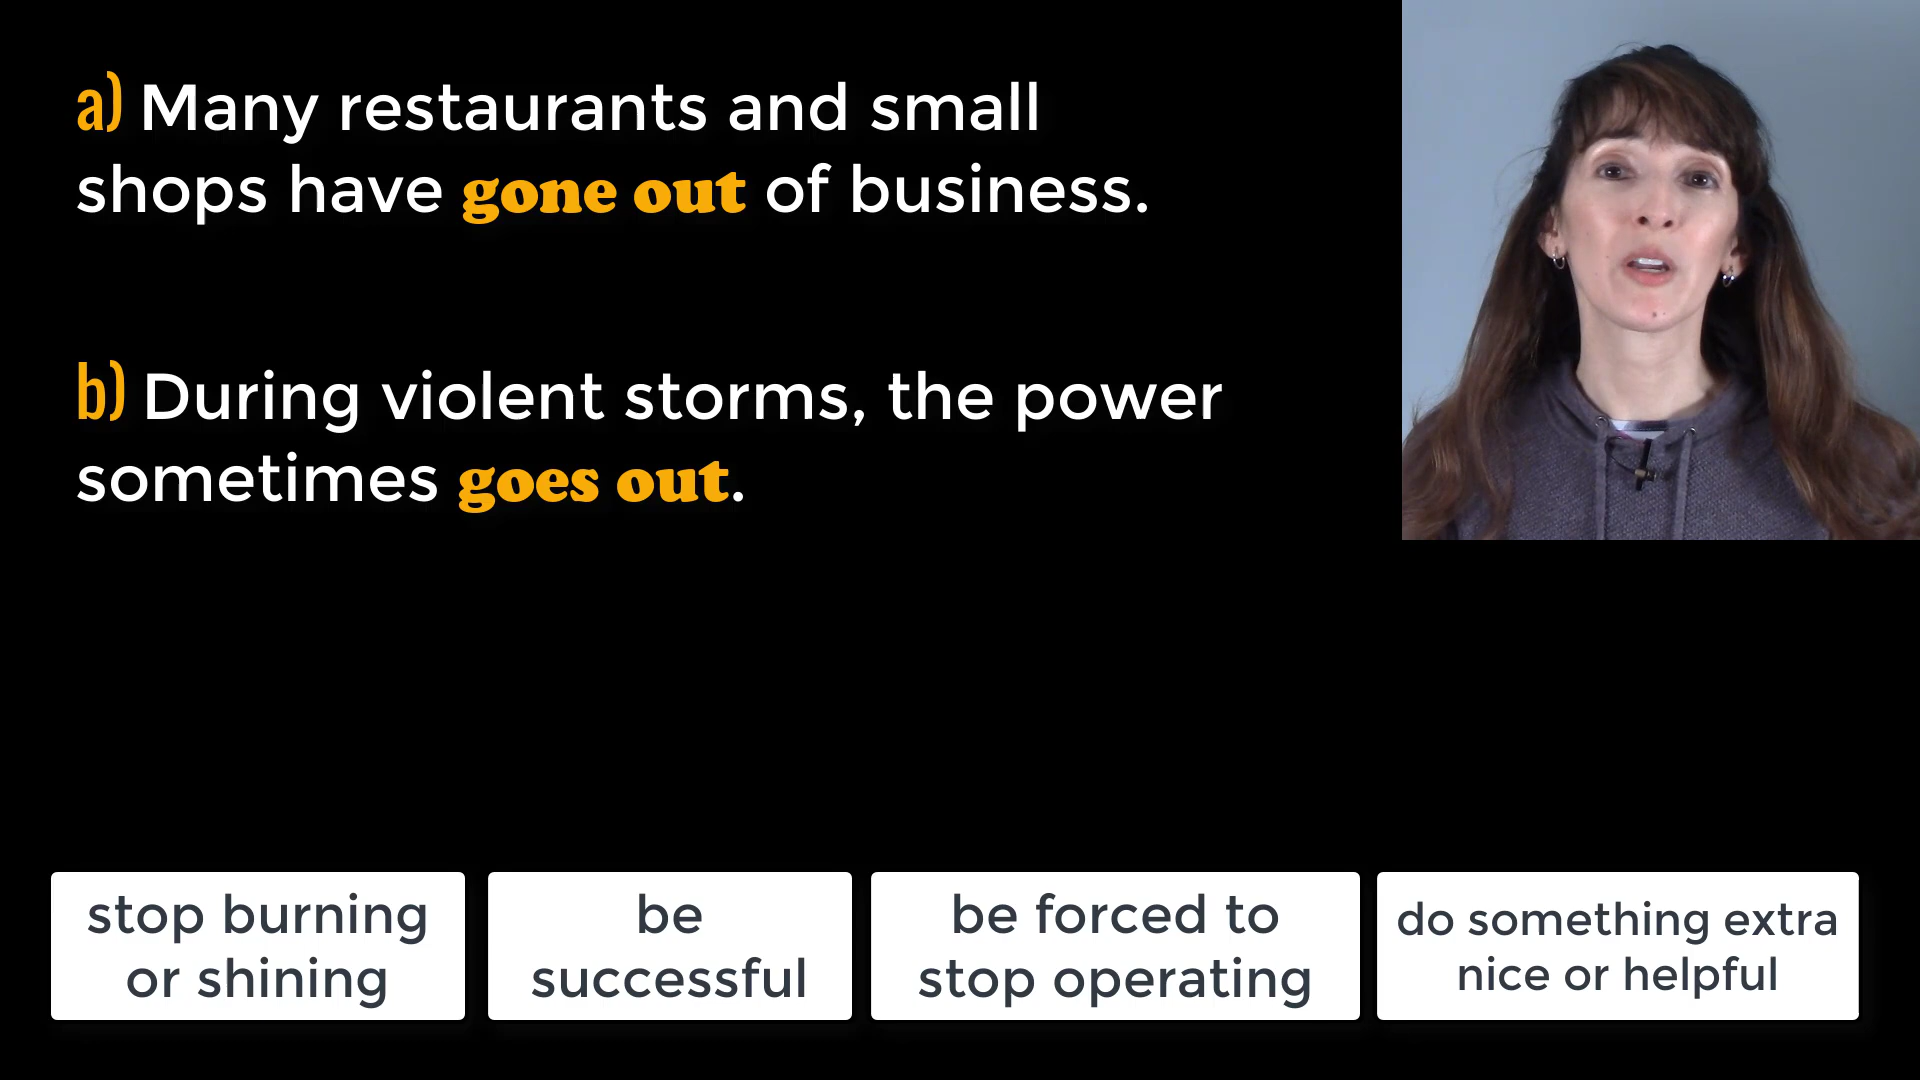 a) Many restaurants and small
shops have gone out of business.
b) During violent storms, the power
sometimes goes out.
stop burning
or shining
be
successful
be forced to
stop operating
do something extra
nice or helpful